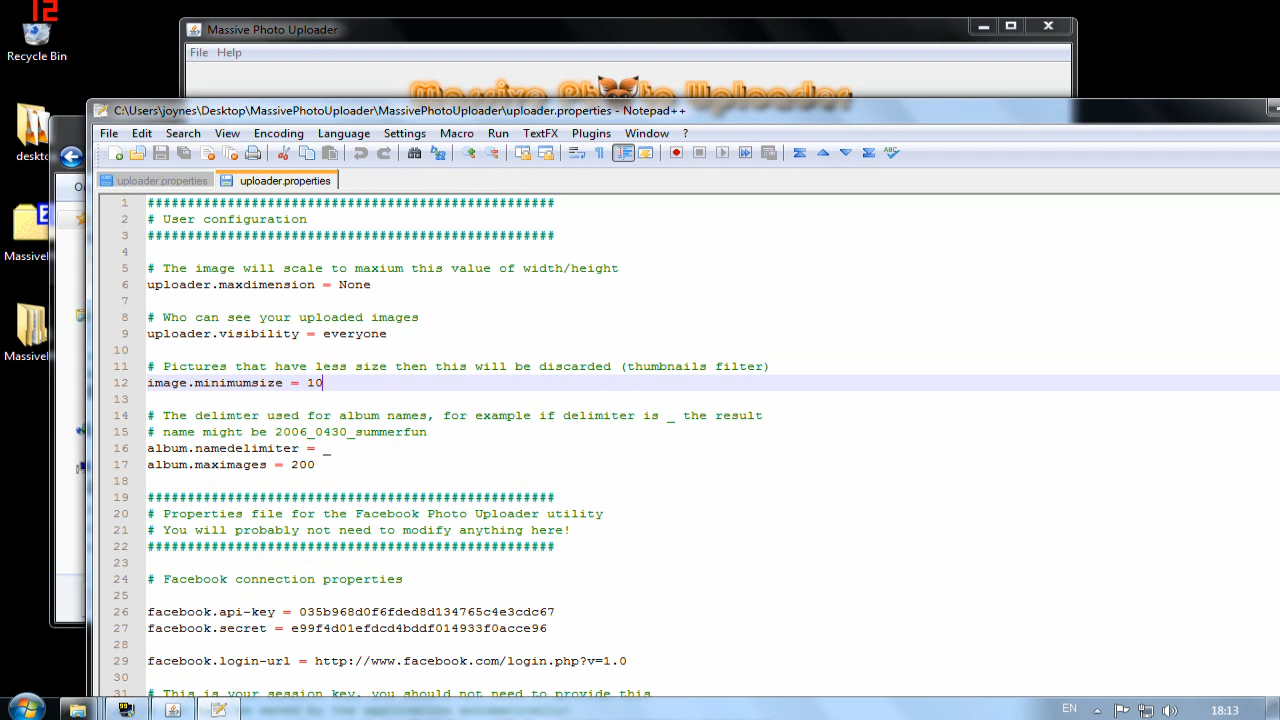 12
Recycle Bin
Massive Photo Uploader
File Help
Massive Photo Uploader
C:\Users\joynes\Desktop\MassivePhotoUploader\MassivePhotoUploader\uploader.properties - Notepad++
File Edit Search View Encoding Language Settings Macro Run TextFX Plugins Window ?
uploader.properties uploader.properties
1 ###################################################
2 # User configuration
3 ###################################################
4
5 # The image will scale to maxium this value of width/height
6 uploader.maxdimension = None
7
8 # Who can see your uploaded images
9 uploader.visibility = everyone
10
11 # Pictures that have less size then this will be discarded (thumbnails filter)
12 image.minimumsize = 10
13
14 # The delimter used for album names, for example if delimiter is _ the result
15 # name might be 2006_0430_summerfun
16 album.namedelimiter = _
17 album.maximages = 200
18
19 ###################################################
20 # Properties file for the Facebook Photo Uploader utility
21 # You will probably not need to modify anything here!
22 ###################################################
23
24 # Facebook connection properties
25
26 facebook.api-key = 035b968d0f6fded8d134765c4e3cdc67
27 facebook.secret = e99f4d01efdcd4bddf014933f0acce96
28
29 facebook.login-url = http://www.facebook.com/login.php?v=1.0
30
31 # This is your session key, you should not need to provide this
deskto
MassiveI
MassiveI
EN 18:13